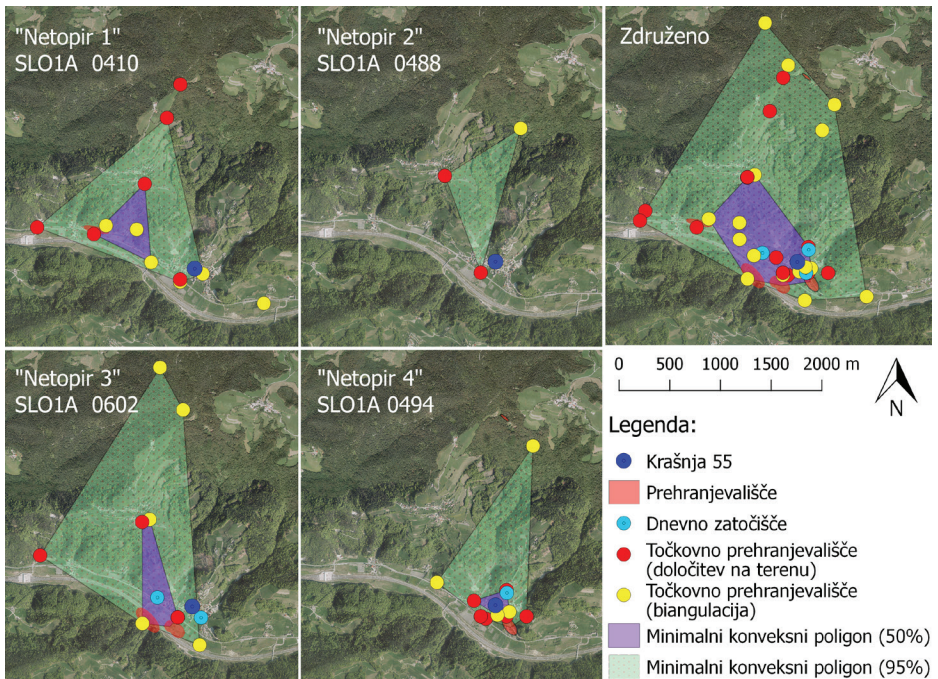 "Netopir 1"
SLO1A 0410
"Netopir 2"
SLO1A 0488
Združeno
"Netopir 3"
SLO1A 0602
"Netopir 4"
SLO1A 0494
0 500 1000 1500 2000 m
N
Legenda:
Krašnja 55
Prehranjevališče
Dnevno zatočišče
Točkovno prehranjevališče
(določitev na terenu)
Točkovno prehranjevališče
(biangulacija)
Minimalni konveksni poligon (50%)
Minimalni konveksni poligon (95%)